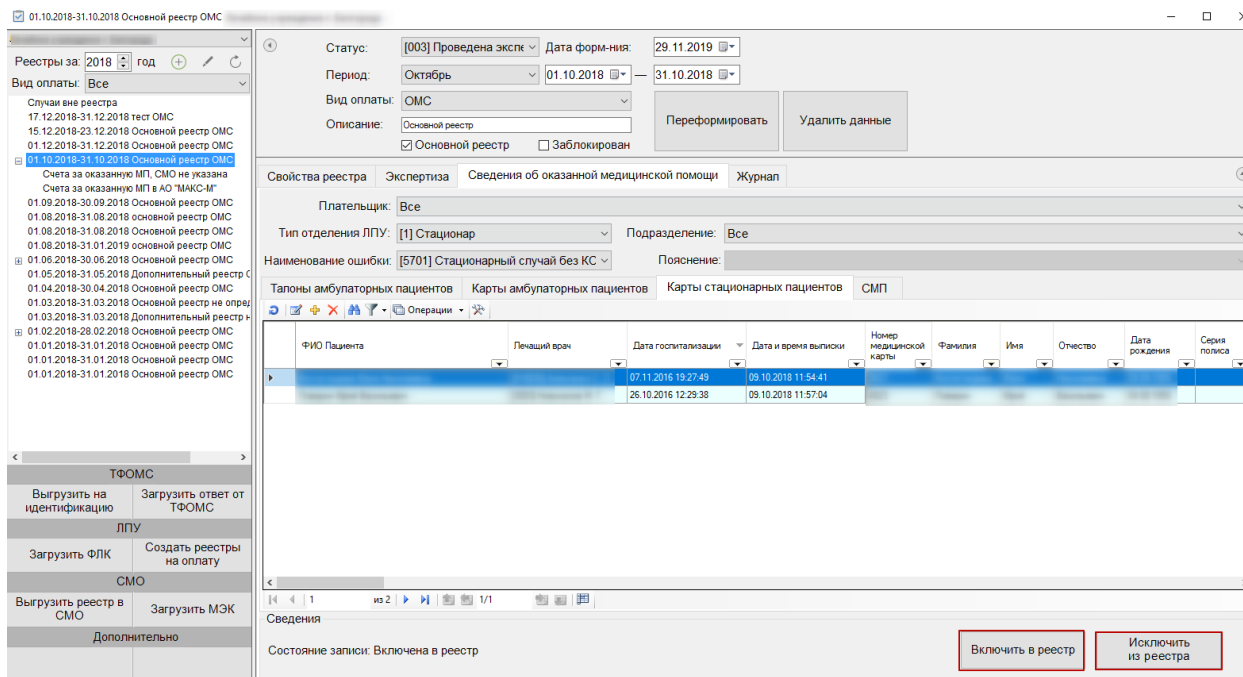 01.10.2018-31.10.2018 Основной реестр ОМС
Реестры за: 2018 год
Вид оплаты: Все
Случаи вне реестра
17.12.2018-31.12.2018 тест ОМС
15.12.2018-23.12.2018 Основной реестр ОМС
01.12.2018-31.12.2018 Основной реестр ОМС
01.10.2018-31.10.2018 Основной реестр ОМС
Счета за оказанную МП, СМО не указана
Счета за оказанную МП в АО "МАКС-М"
01.09.2018-30.09.2018 Основной реестр ОМС
01.08.2018-31.08.2018 основной реестр ОМС
01.08.2018-31.08.2018 Основной реестр ОМС
01.08.2018-31.01.2019 основной реестр ОМС
01.06.2018-30.06.2018 Основной реестр ОМС
01.05.2018-31.05.2018 Дополнительный реестр
01.04.2018-30.04.2018 Основной реестр ОМС
01.03.2018-31.03.2018 Основной реестр не опред
01.03.2018-31.03.2018 Дополнительный реестр н
01.02.2018-28.02.2018 Основной реестр ОМС
01.01.2018-31.01.2018 Основной реестр ОМС
01.01.2018-31.01.2018 Основной реестр ОМС
01.01.2018-31.01.2018 Основной реестр ОМС
ТФОМС
Выгрузить на идентификацию
Загрузить ответ от ТФОМС
ЛПУ
Загрузить ФЛК
Создать реестры на оплату
СМО
Выгрузить реестр в СМО
Загрузить МЭК
Дополнительно
Статус: [003] Проведена экспе Дата форм-ния: 29.11.2019
Период: Октябрь 01.10.2018 — 31.10.2018
Вид оплаты: ОМС
Описание: Основной реестр
Основной реестр Заблокирован
Переформировать Удалить данные
Свойства реестра Экспертиза Сведения об оказанной медицинской помощи Журнал
Плательщик: Все
Тип отделения ЛПУ: [1] Стационар Подразделение: Все
Наименование ошибки: [5701] Стационарный случай без КС Пояснение:
Талоны амбулаторных пациентов Карты амбулаторных пациентов Карты стационарных пациентов СМП
Операции
ФИО Пациента Лечащий врач Дата госпитализации Дата и время выписки Номер медицинской карты Фамилия Имя Отчество Дата рождения Серия полиса
07.11.2016 19:27:49 09.10.2018 11:54:41
26.10.2016 12:29:38 09.10.2018 11:57:04
1 из 2 1/1
Сведения
Состояние записи: Включена в реестр
Включить в реестр
Исключить из реестра